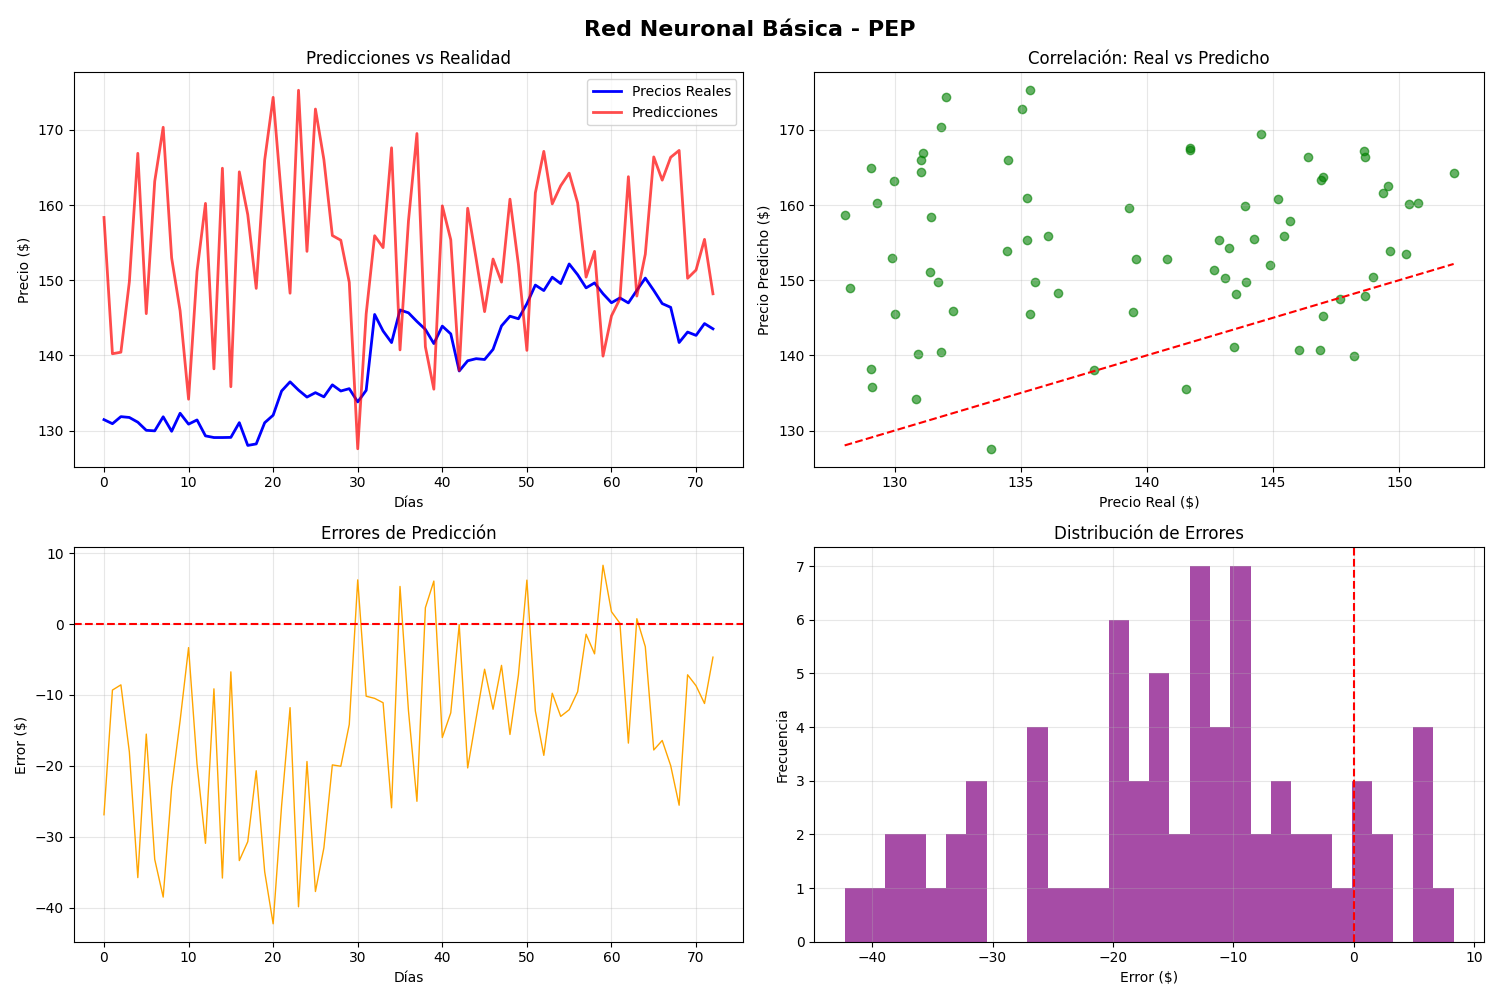 Red Neuronal Básica - PEP
Predicciones vs Realidad
Precios Reales
Predicciones
170
160
150
140
130
Precio ($)
0 10 20 30 40 50 60 70
Días
Correlación: Real vs Predicho
170
160
150
140
130
Precio Predicho ($)
130 135 140 145 150
Precio Real ($)
Errores de Predicción
10
0
−10
−20
−30
−40
Error ($)
0 10 20 30 40 50 60 70
Días
Distribución de Errores
7
6
5
4
3
2
1
0
Frecuencia
−40 −30 −20 −10 0 10
Error ($)